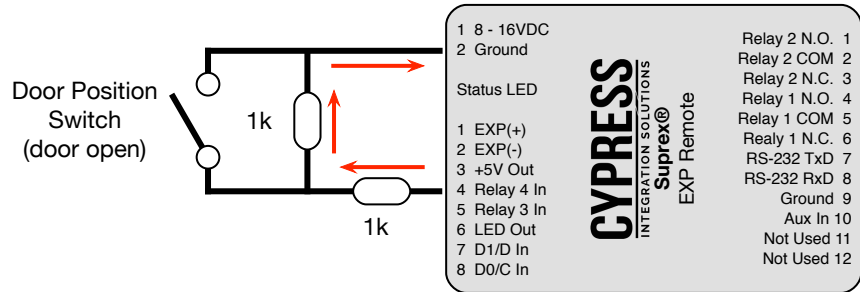 Door Position
Switch
(door open)
1k
1k
1 8 - 16VDC
2 Ground
Status LED
1 EXP(+)
2 EXP(-)
3 +5V Out
4 Relay 4 In
5 Relay 3 In
6 LED Out
7 D1/D In
8 D0/C In
CYPRESS
INTEGRATION SOLUTIONS
Suprex®
EXP Remote
Relay 2 N.O. 1
Relay 2 COM 2
Relay 2 N.C. 3
Relay 1 N.O. 4
Relay 1 COM 5
Realy 1 N.C. 6
RS-232 TxD 7
RS-232 RxD 8
Ground 9
Aux In 10
Not Used 11
Not Used 12